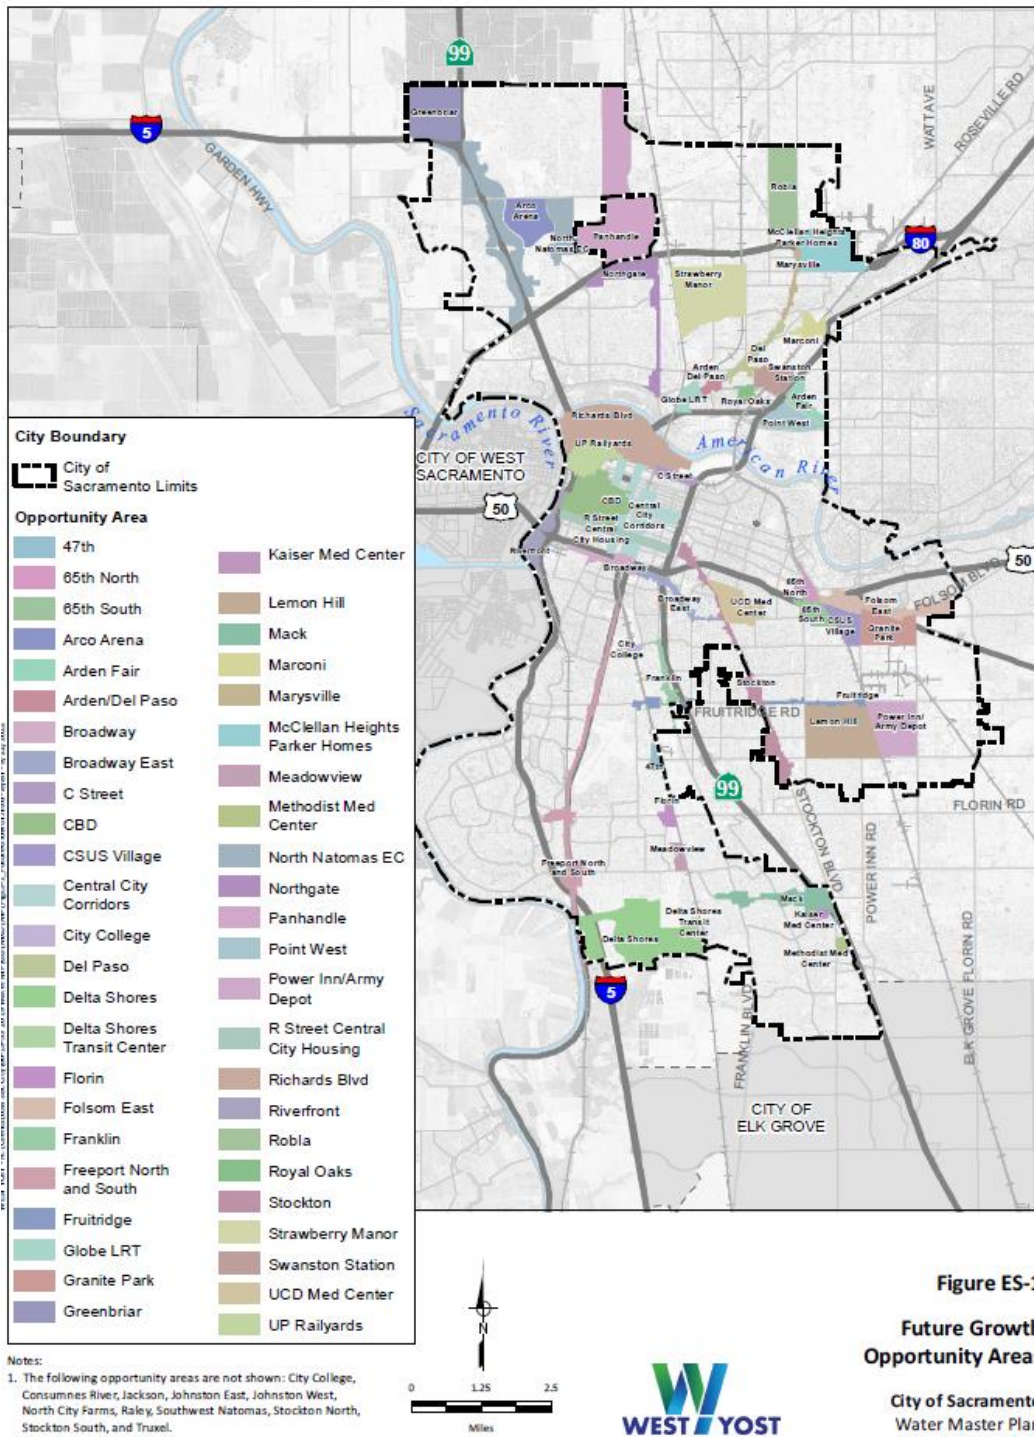 99
5
GARDEN HWY
Greenbriar
WATT AVE
ROSEVILLE RD
Robla
Arco
Arena
North
Natomas EC
Panhandle
McClellan Heights
Parker Homes
80
Marysville
Northgate
Strawberry
Manor
Marconi
Del
Paso
Arden
Del Paso
Swanston
Station
Globe LRT
Royal Oaks
Arden
Fair
Point West
Richards Blvd
Sacramento River
American River
UP Railyards
CITY OF WEST
SACRAMENTO
C Street
50
CBD
Central
City
Corridors
R Street
Central
City Housing
Riverfront
Broadway
50
FOLSOM BLVD
Broadway
East
UCD Med
Center
65th
North
65th
South
CSUS
Village
Folsom
East
Granite
Park
City
College
Franklin
Stockton
Fruitridge
FRUITRIDGE RD
Lemon Hill
Power Inn/
Army Depot
47th
99
Florin
FLORIN RD
STOCKTON BLVD
POWER INN RD
Meadowview
Freeport North
and South
Mack
Kaiser
Med Center
Delta Shores
Transit
Center
Delta Shores
Methodist Med
Center
5
FRANKLIN BLVD
ELK GROVE FLORIN RD
CITY OF
ELK GROVE
City Boundary
City of
Sacramento Limits
Opportunity Area
47th
65th North
65th South
Arco Arena
Arden Fair
Arden/Del Paso
Broadway
Broadway East
C Street
CBD
CSUS Village
Central City
Corridors
City College
Del Paso
Delta Shores
Delta Shores
Transit Center
Florin
Folsom East
Franklin
Freeport North
and South
Fruitridge
Globe LRT
Granite Park
Greenbriar
Kaiser Med Center
Lemon Hill
Mack
Marconi
Marysville
McClellan Heights
Parker Homes
Meadowview
Methodist Med
Center
North Natomas EC
Northgate
Panhandle
Point West
Power Inn/Army
Depot
R Street Central
City Housing
Richards Blvd
Riverfront
Robla
Royal Oaks
Stockton
Strawberry Manor
Swanston Station
UCD Med Center
UP Railyards
Notes:
1. The following opportunity areas are not shown: City College,
Consumnes River, Jackson, Johnston East, Johnston West,
North City Farms, Raley, Southwest Natomas, Stockton North,
Stockton South, and Truxel.
N
0 1.25 2.5
Miles
WEST YOST
Figure ES-1
Future Growth
Opportunity Area
City of Sacramento
Water Master Plan